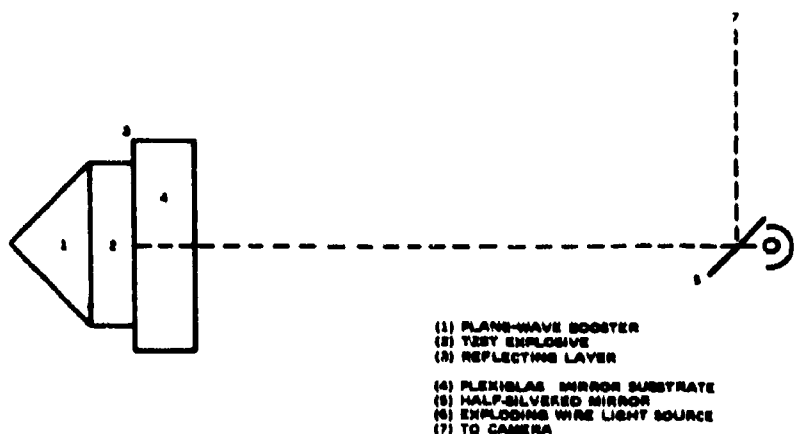 7
3
4
1
2
5
(1) PLANE-WAVE BOOSTER
(2) TEST EXPLOSIVE
(3) REFLECTING LAYER
(4) PLEXIGLAS MIRROR SUBSTRATE
(5) HALF-SILVERED MIRROR
(6) EXPLODING WIRE LIGHT SOURCE
(7) TO CAMERA